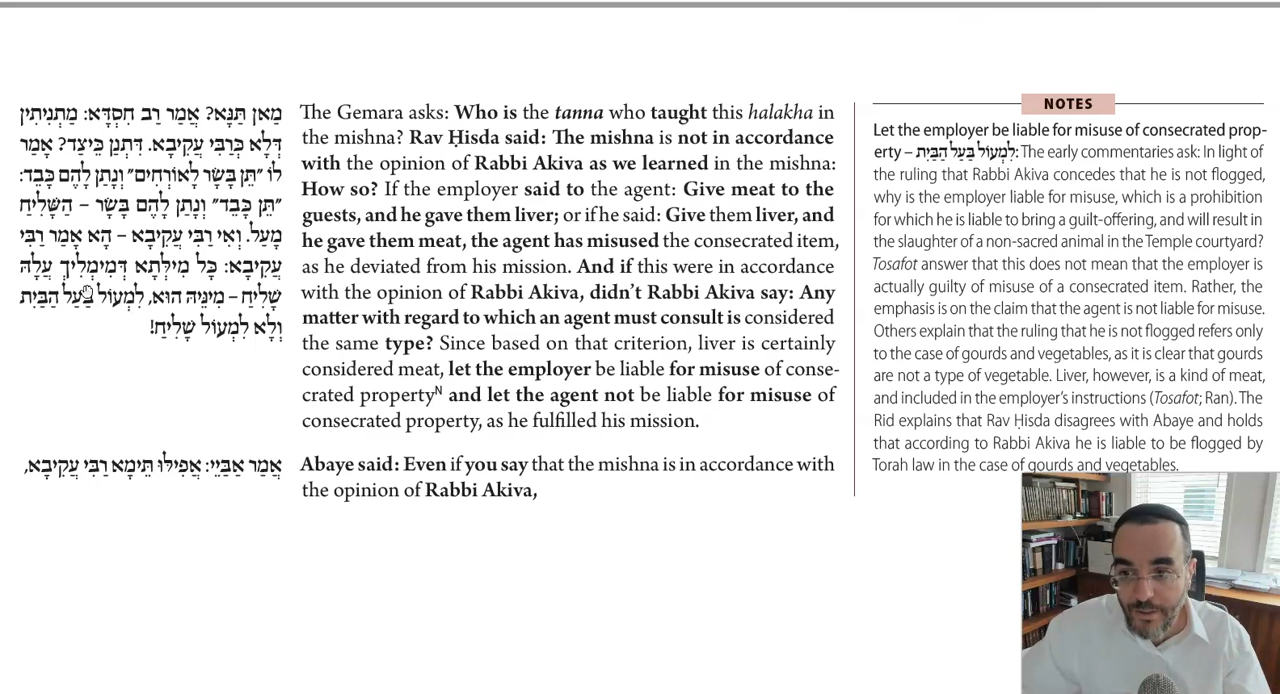 מַאן תַּנָּא? אָמַר רַב חִסְדָּא: מַתְנִיתִין
דְּלָא כְּרַבִּי עֲקִיבָא. דִּתְנַן כֵּיצַד? אָמַר
לוֹ ״תֵּן בָּשָׂר לָאוֹרְחִים״ וְנָתַן לָהֶם כָּבֵד;
״תֵּן כָּבֵד״ וְנָתַן לָהֶם בָּשָׂר – הַשָּׁלִיחַ
מָעַל. וְאִי רַבִּי עֲקִיבָא – הָא אָמַר רַבִּי
עֲקִיבָא: כׇּל מִילְּתָא דְּמִימְלִיךְ עֲלַהּ
שָׁלִיחַ – מִינֵּיהּ הוּא, לִמְעוֹל בַּעַל הַבַּיִת
וְלָא לִמְעוֹל שָׁלִיחַ!
אָמַר אַבָּיֵי: אֲפִילּוּ תֵּימָא רַבִּי עֲקִיבָא,
The Gemara asks: Who is the tanna who taught this halakha in
the mishna? Rav Ḥisda said: The mishna is not in accordance
with the opinion of Rabbi Akiva as we learned in the mishna:
How so? If the employer said to the agent: Give meat to the
guests, and he gave them liver; or if he said: Give them liver, and
he gave them meat, the agent has misused the consecrated item,
as he deviated from his mission. And if this were in accordance
with the opinion of Rabbi Akiva, didn't Rabbi Akiva say: Any
matter with regard to which an agent must consult is considered
the same type? Since based on that criterion, liver is certainly
considered meat, let the employer be liable for misuse of conse-
crated propertyᴺ and let the agent not be liable for misuse of
consecrated property, as he fulfilled his mission.
Abaye said: Even if you say that the mishna is in accordance with
the opinion of Rabbi Akiva,
NOTES
Let the employer be liable for misuse of consecrated prop-
erty – לִמְעוֹל בַּעַל הַבַּיִת: The early commentaries ask: In light of
the ruling that Rabbi Akiva concedes that he is not flogged,
why is the employer liable for misuse, which is a prohibition
for which he is liable to bring a guilt-offering, and will result in
the slaughter of a non-sacred animal in the Temple courtyard?
Tosafot answer that this does not mean that the employer is
actually guilty of misuse of a consecrated item. Rather, the
emphasis is on the claim that the agent is not liable for misuse.
Others explain that the ruling that he is not flogged refers only
to the case of gourds and vegetables, as it is clear that gourds
are not a type of vegetable. Liver, however, is a kind of meat,
and included in the employer's instructions (Tosafot; Ran). The
Rid explains that Rav Ḥisda disagrees with Abaye and holds
that according to Rabbi Akiva he is liable to be flogged by
Torah law in the case of gourds and vegetables.